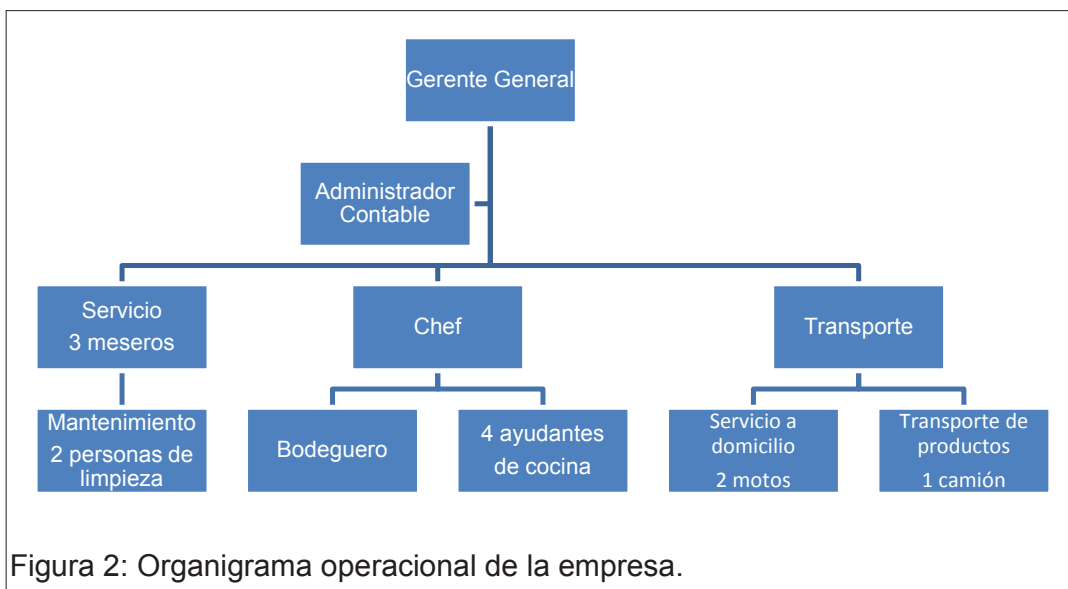 Gerente General
Administrador
Contable
Servicio
3 meseros
Chef
Transporte
Mantenimiento
2 personas de
limpieza
Bodeguero
4 ayudantes
de cocina
Servicio a
domicilio
2 motos
Transporte de
productos
1 camión
Figura 2: Organigrama operacional de la empresa.